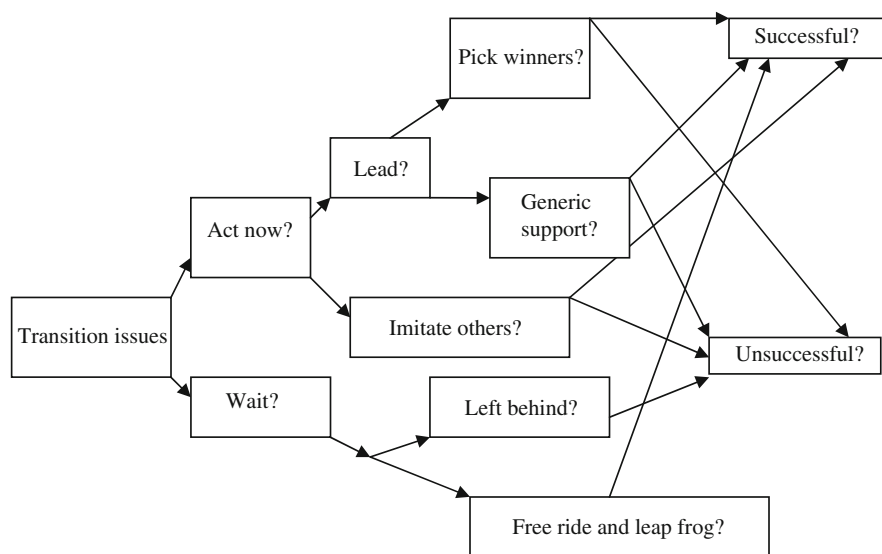 Successful?
Pick winners?
Lead?
Generic
support?
Act now?
Transition issues
Imitate others?
Unsuccessful?
Wait?
Left behind?
Free ride and leap frog?